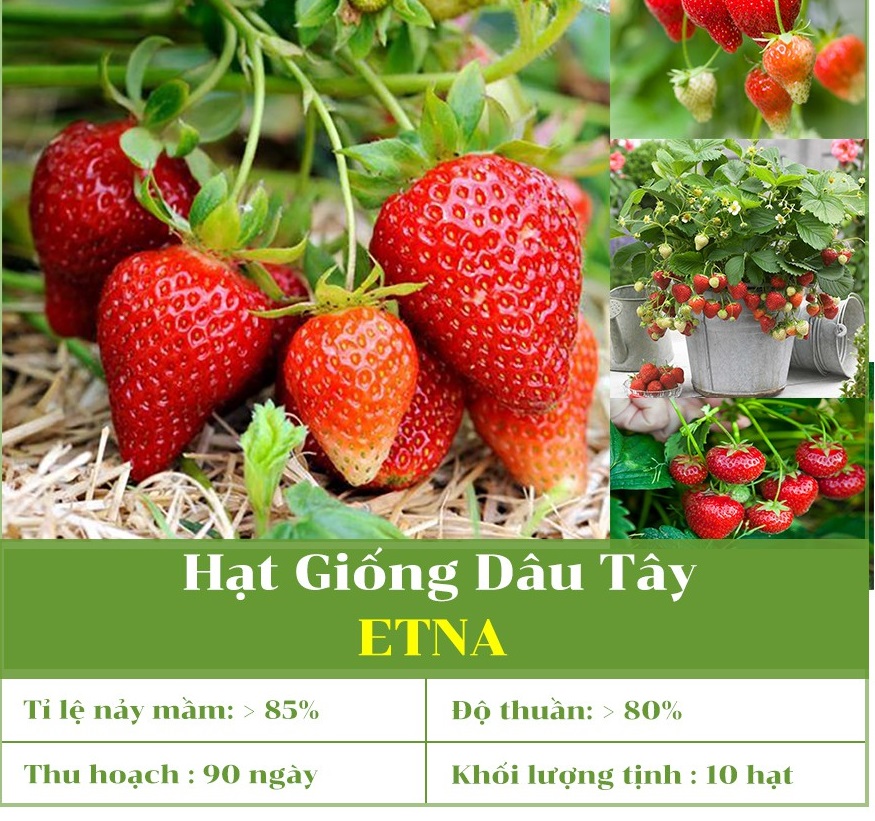 Hạt Giống Dâu Tây
ETNA
Tỉ lệ nảy mầm: > 85%
Độ thuần: > 80%
Thu hoạch : 90 ngày
Khối lượng tịnh : 10 hạt